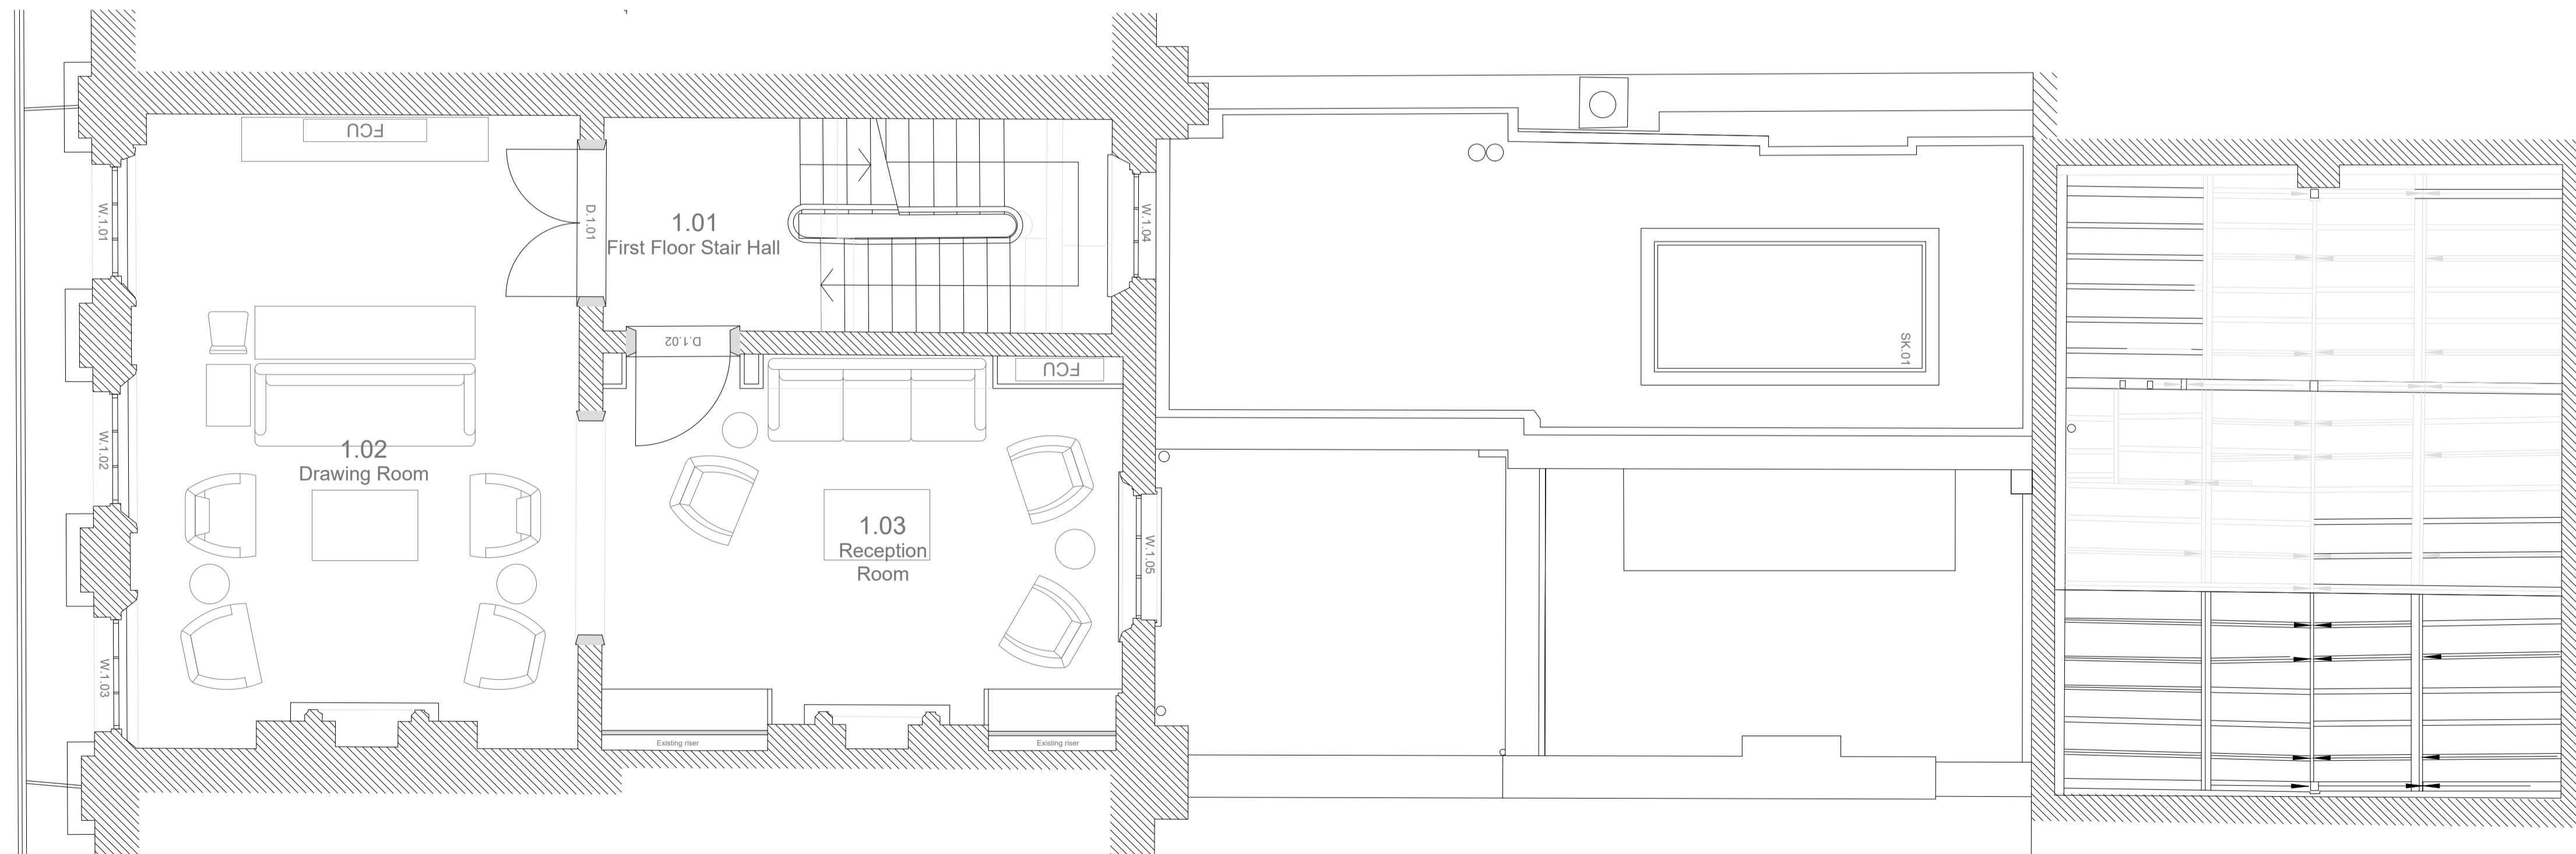 FCU
W.1.01
D.1.01
1.01
First Floor Stair Hall
W.1.04
D.1.02
FCU
SK.01
W.1.02
1.02
Drawing Room
1.03
Reception
Room
W.1.05
W.1.03
Existing riser
Existing riser